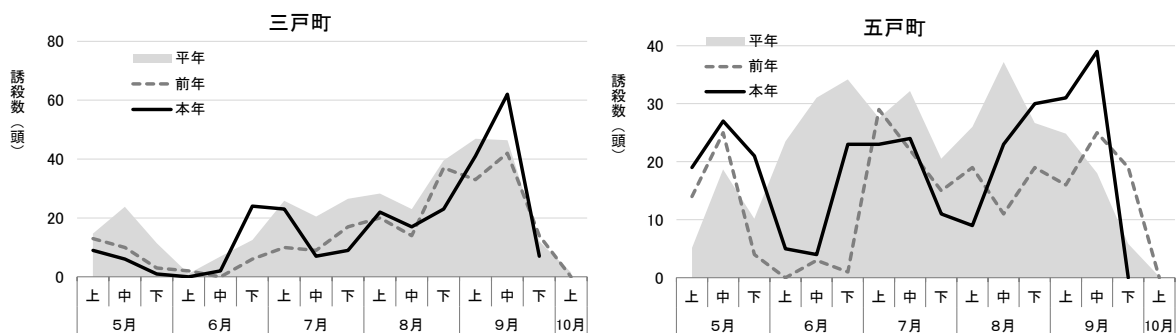 三戸町
80
60
40
20
0
誘殺数（頭）
平年
前年
本年
上 中 下 上 中 下 上 中 下 上 中 下 上 中 下 上
5月 6月 7月 8月 9月 10月
五戸町
40
30
20
10
0
誘殺数（頭）
平年
前年
本年
上 中 下 上 中 下 上 中 下 上 中 下 上 中 下 上
5月 6月 7月 8月 9月 10月